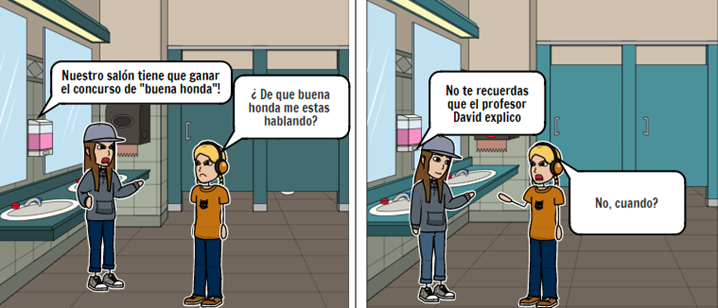 Nuestro salón tiene que ganar
el concurso de "buena honda"!
¿ De que buena
honda me estas
hablando?
No te recuerdas
que el profesor
David explico
No, cuando?